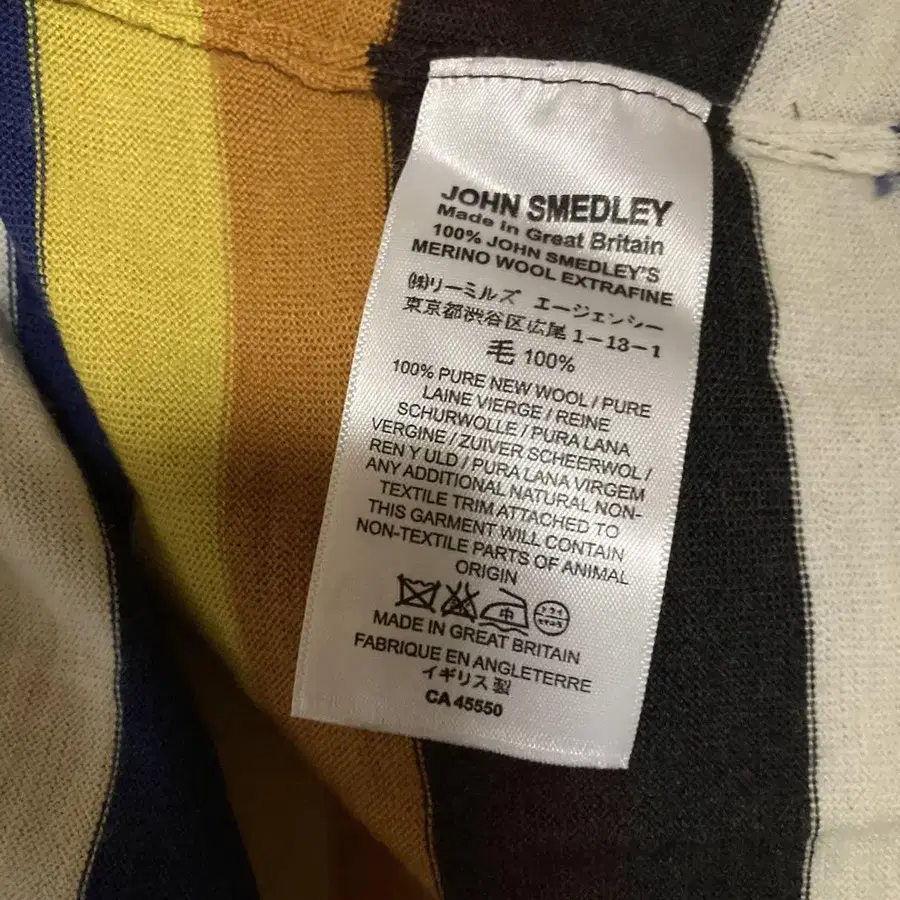 JOHN SMEDLEY
Made in Great Britain
100% JOHN SMEDLEY'S
MERINO WOOL EXTRAFINE
㈱リーミルズ エージェンシー
東京都渋谷区広尾1-13-1
毛 100%
100% PURE NEW WOOL / PURE
LAINE VIERGE / REINE
SCHURWOLLE / PURA LANA
VERGINE / ZUIVER SCHEERWOL /
REN Y ULD / PURA LANA VIRGEM
ANY ADDITIONAL NATURAL NON-
TEXTILE TRIM ATTACHED TO
THIS GARMENT WILL CONTAIN
NON-TEXTILE PARTS OF ANIMAL
ORIGIN
中 ドライ
MADE IN GREAT BRITAIN
FABRIQUE EN ANGLETERRE
イギリス製
CA 45550